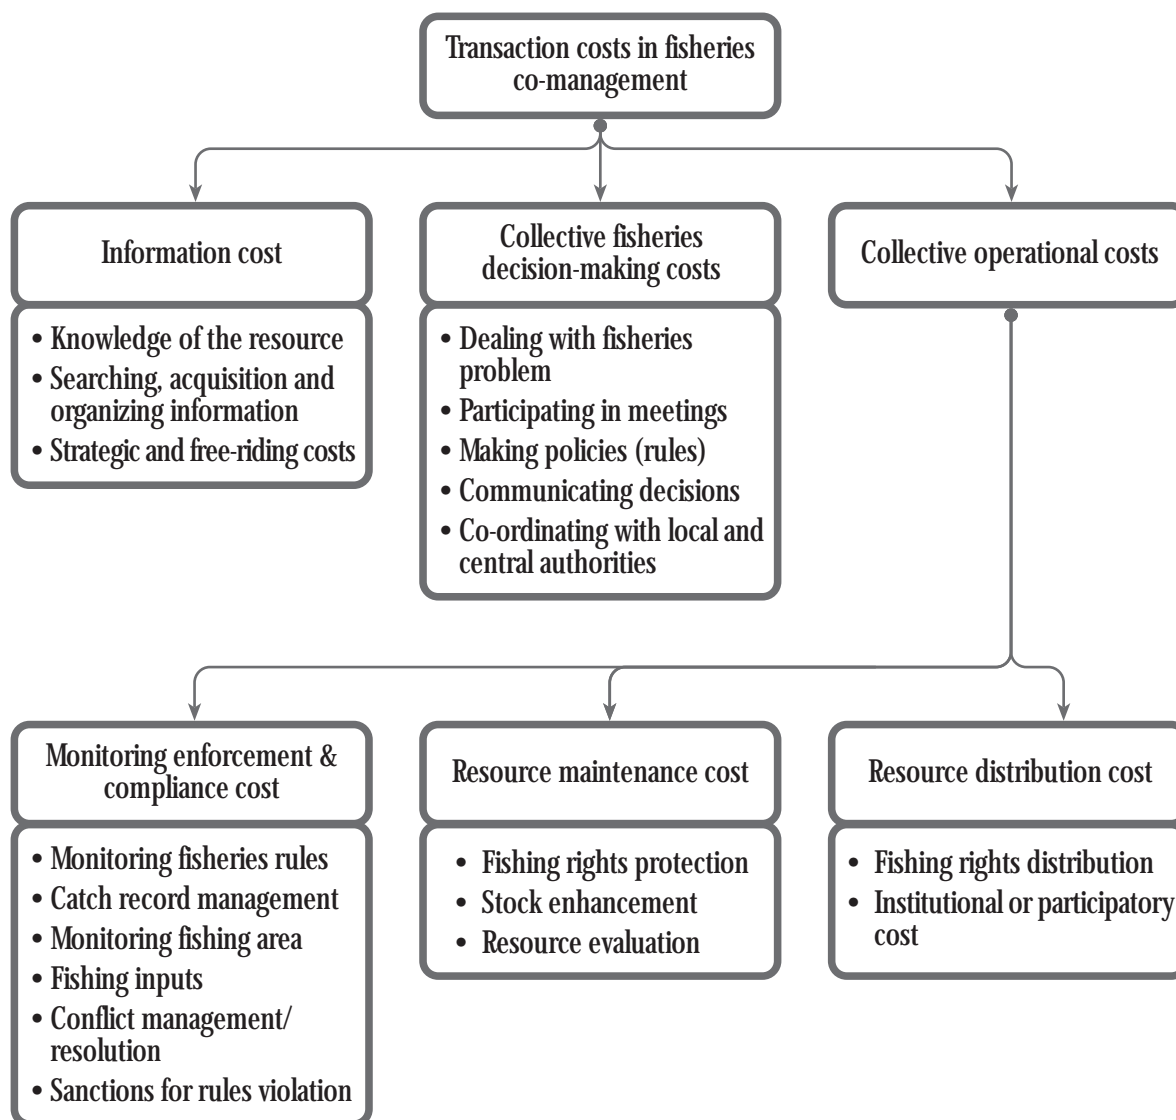 Transaction costs in fisheries
co-management
Information cost
• Knowledge of the resource
• Searching, acquisition and
organizing information
• Strategic and free-riding costs
Collective fisheries
decision-making costs
• Dealing with fisheries
problem
• Participating in meetings
• Making policies (rules)
• Communicating decisions
• Co-ordinating with local and
central authorities
Collective operational costs
Monitoring enforcement &
compliance cost
• Monitoring fisheries rules
• Catch record management
• Monitoring fishing area
• Fishing inputs
• Conflict management/
resolution
• Sanctions for rules violation
Resource maintenance cost
• Fishing rights protection
• Stock enhancement
• Resource evaluation
Resource distribution cost
• Fishing rights distribution
• Institutional or participatory
cost